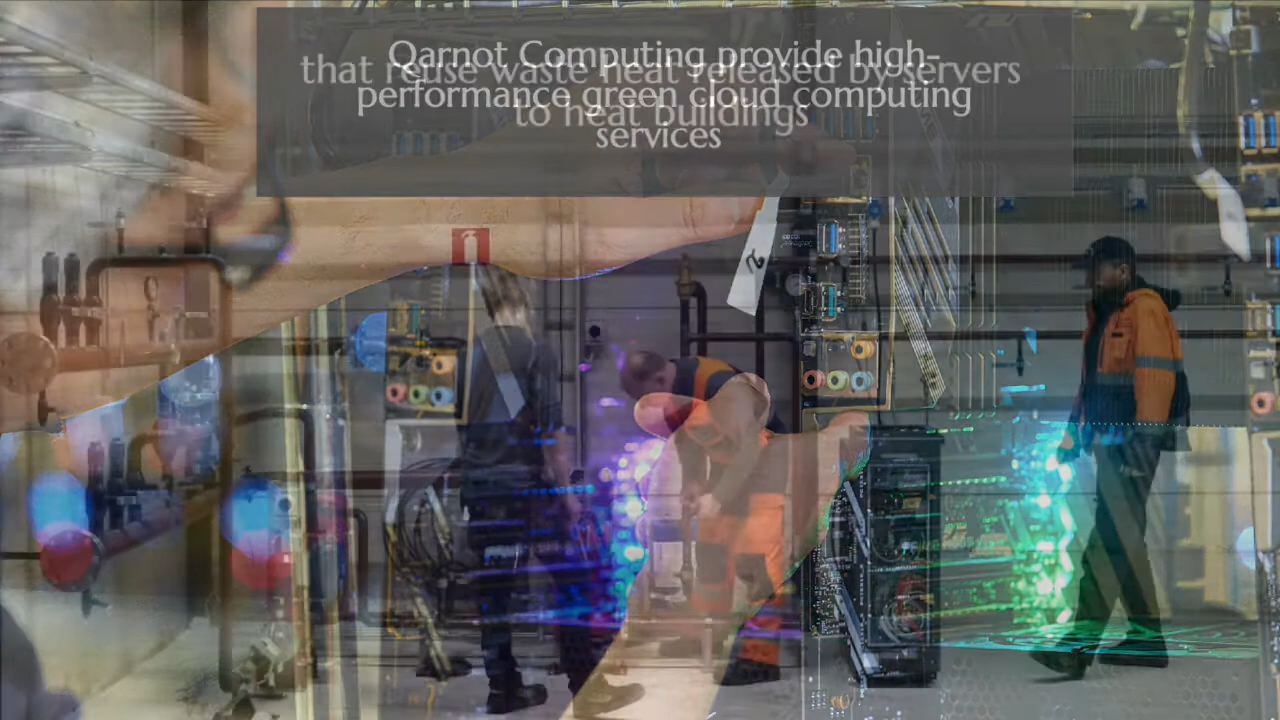 Qarnot Computing provide high-
performance green cloud computing
services
that reuse waste heat released by servers
to heat buildings
2